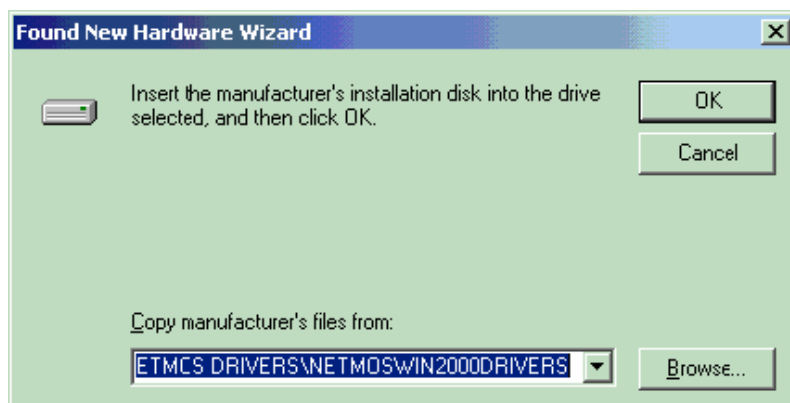 Found New Hardware Wizard
Insert the manufacturer's installation disk into the drive
selected, and then click OK.
OK
Cancel
Copy manufacturer's files from:
ETMCS DRIVERS\NETMOSWIN2000DRIVERS
Browse...